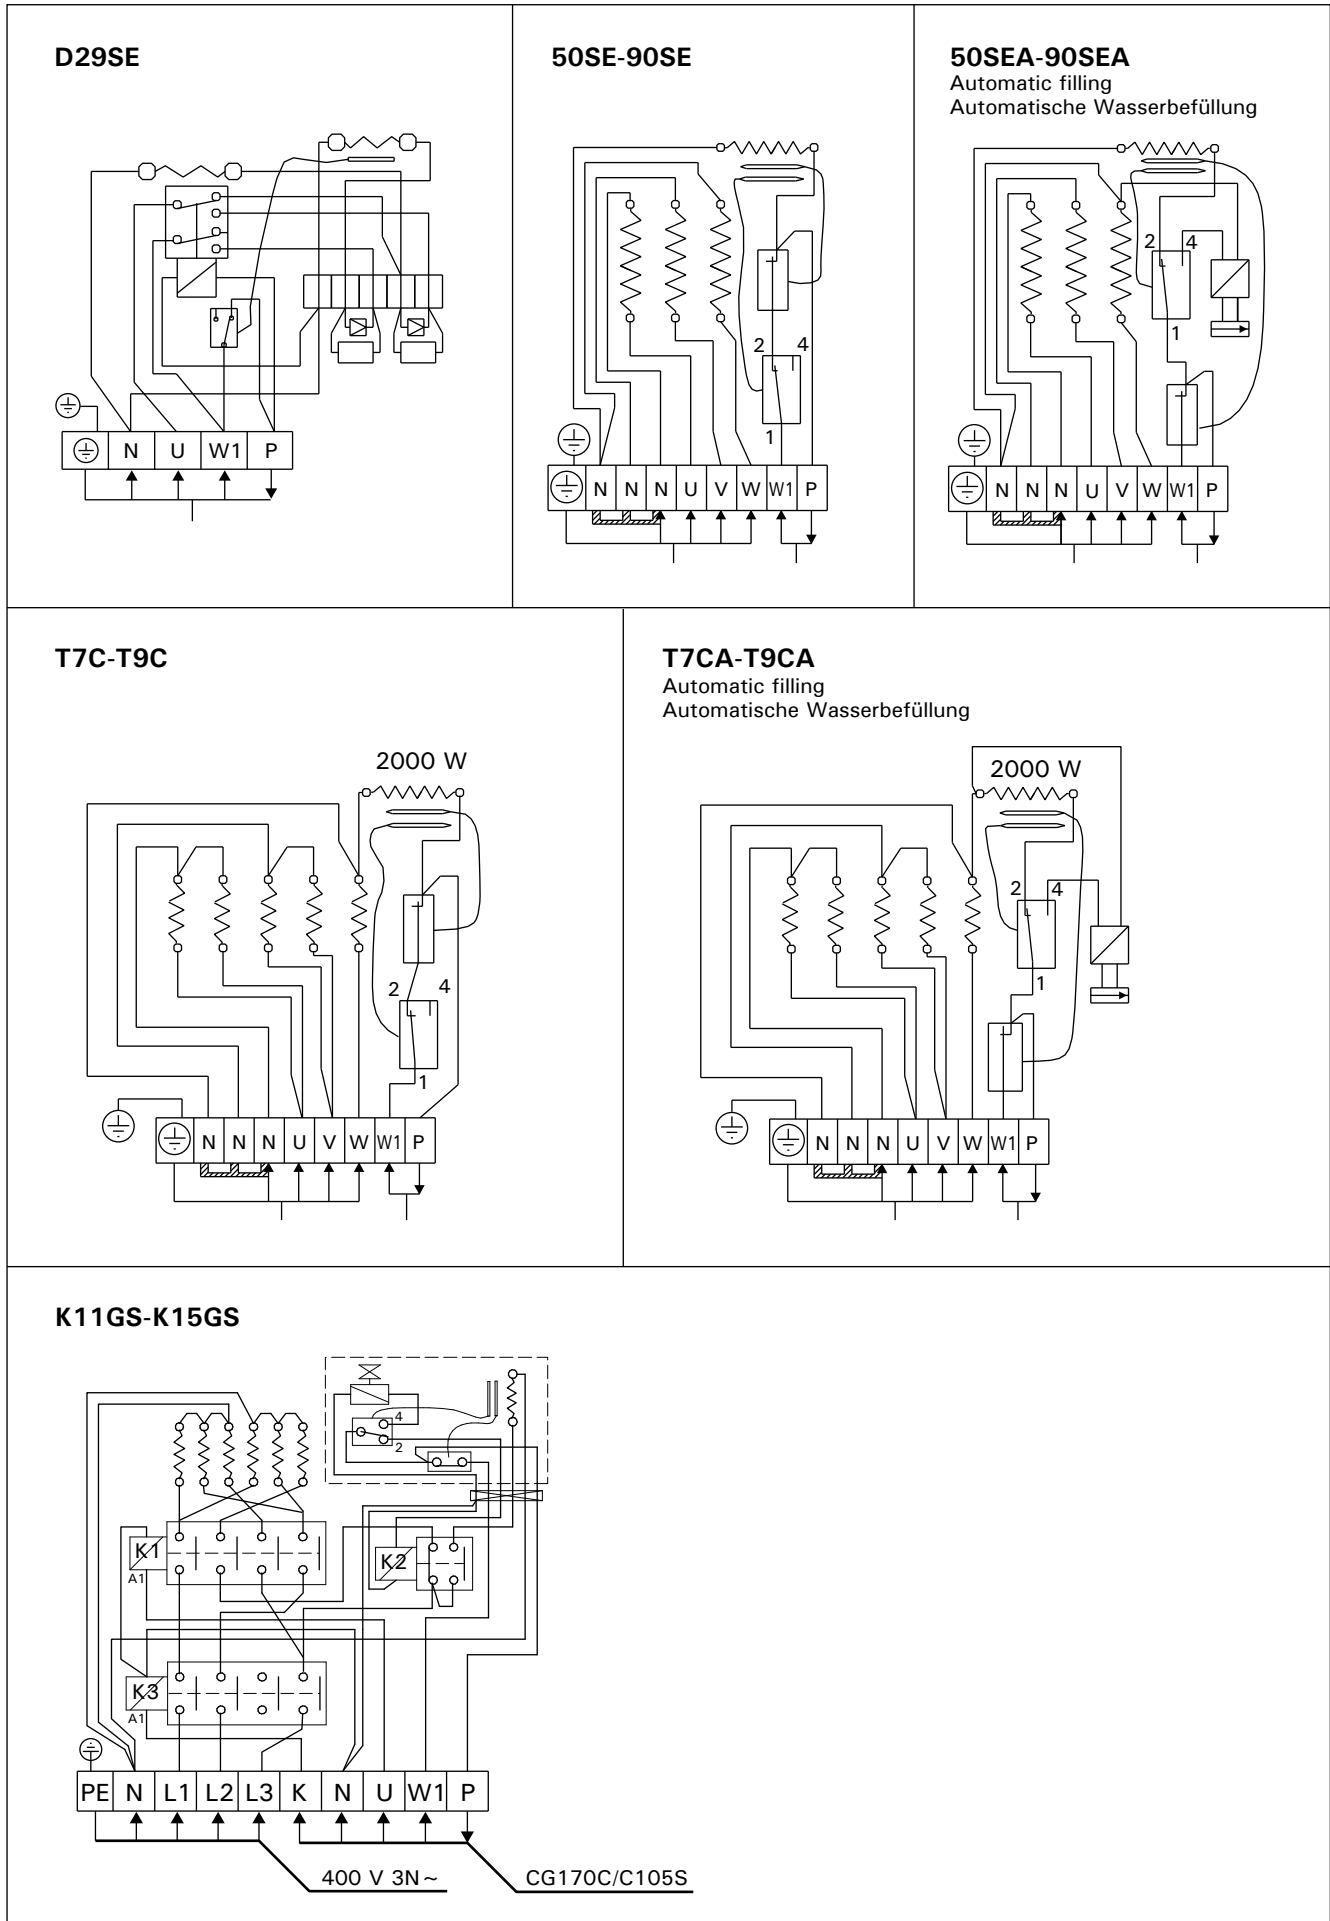 D29SE
N U W1 P
50SE-90SE
2 4
1
N N N U V W W1 P
50SEA-90SEA
Automatic filling
Automatische Wasserbefüllung
2 4
1
N N N U V W W1 P
T7C-T9C
2000 W
2 4
1
N N N U V W W1 P
T7CA-T9CA
Automatic filling
Automatische Wasserbefüllung
2000 W
2 4
1
N N N U V W W1 P
K11GS-K15GS
4
2
K1
A1
K2
K3
A1
PE N L1 L2 L3 K N U W1 P
400 V 3N~
CG170C/C105S